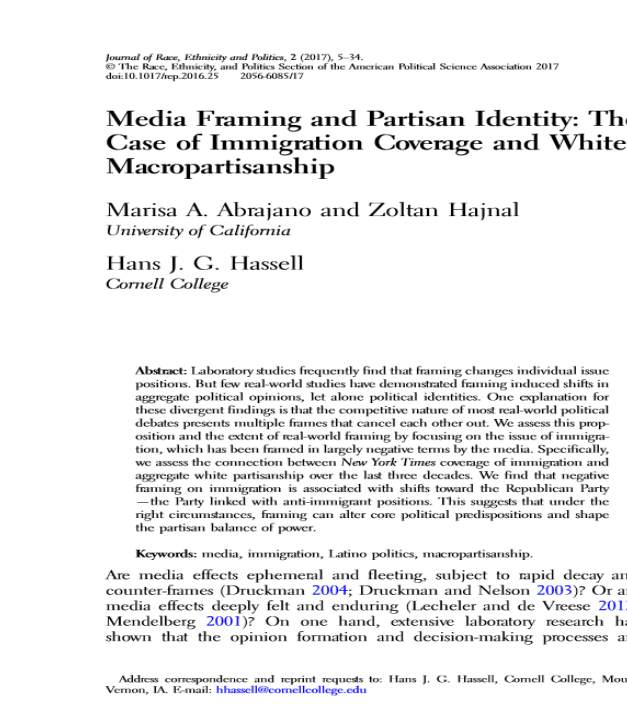 Journal of Race, Ethnicity and Politics, 2 (2017), 5–34.
© The Race, Ethnicity, and Politics Section of the American Political Science Association 2017
doi:10.1017/rep.2016.25 2056-6085/17
Media Framing and Partisan Identity: The
Case of Immigration Coverage and White
Macropartisanship
Marisa A. Abrajano and Zoltan Hajnal
University of California
Hans J. G. Hassell
Cornell College
Abstract: Laboratory studies frequently find that framing changes individual issue
positions. But few real-world studies have demonstrated framing induced shifts in
aggregate political opinions, let alone political identities. One explanation for
these divergent findings is that the competitive nature of most real-world political
debates presents multiple frames that cancel each other out. We assess this prop-
osition and the extent of real-world framing by focusing on the issue of immigra-
tion, which has been framed in largely negative terms by the media. Specifically,
we assess the connection between New York Times coverage of immigration and
aggregate white partisanship over the last three decades. We find that negative
framing on immigration is associated with shifts toward the Republican Party
—the Party linked with anti-immigrant positions. This suggests that under the
right circumstances, framing can alter core political predispositions and shape
the partisan balance of power.
Keywords: media, immigration, Latino politics, macropartisanship.
Are media effects ephemeral and fleeting, subject to rapid decay an
counter-frames (Druckman 2004; Druckman and Nelson 2003)? Or a
media effects deeply felt and enduring (Lecheler and de Vreese 201
Mendelberg 2001)? On one hand, extensive laboratory research ha
shown that the opinion formation and decision-making processes a
Address correspondence and reprint requests to: Hans J. G. Hassell, Cornell College, Mou
Vernon, IA. E-mail: hhassell@cornellcollege.edu